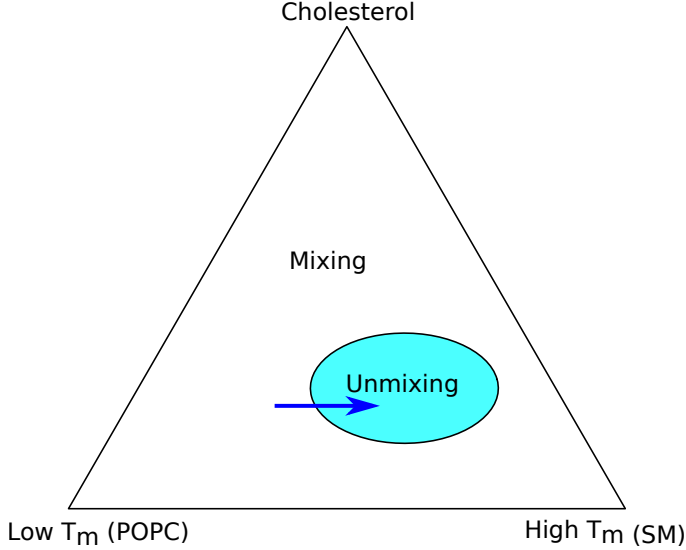 Cholesterol
Mixing
Unmixing
Low Tm (POPC)
High Tm (SM)